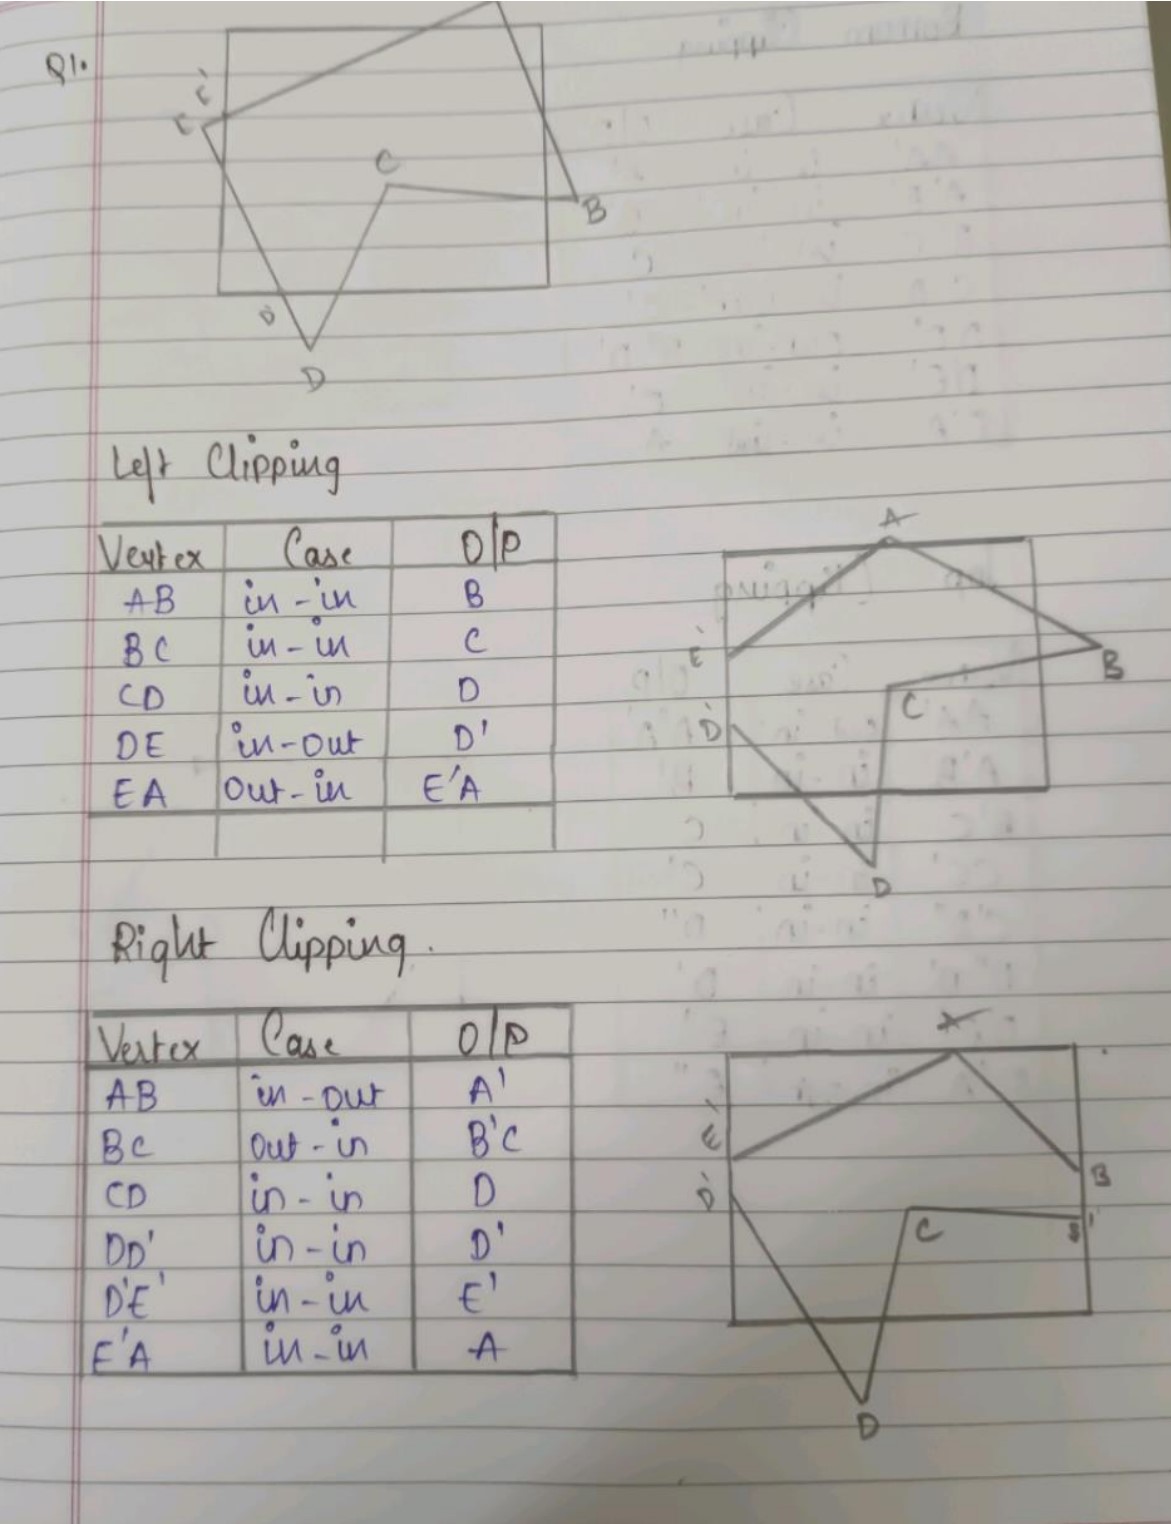 Q1.
E'
E
C
B
D'
D
Left Clipping
Vertex Case O/P
AB in-in B
BC in-in C
CD in-in D
DE in-out D'
EA Out-in E'A
A
E'
B
C
D'
D
Right Clipping.
Vertex Case O/P
AB in-out A'
BC Out-in B'C
CD in-in D
DD' in-in D'
D'E' in-in E'
E'A in-in A
A
E'
B
D'
C
B'
D